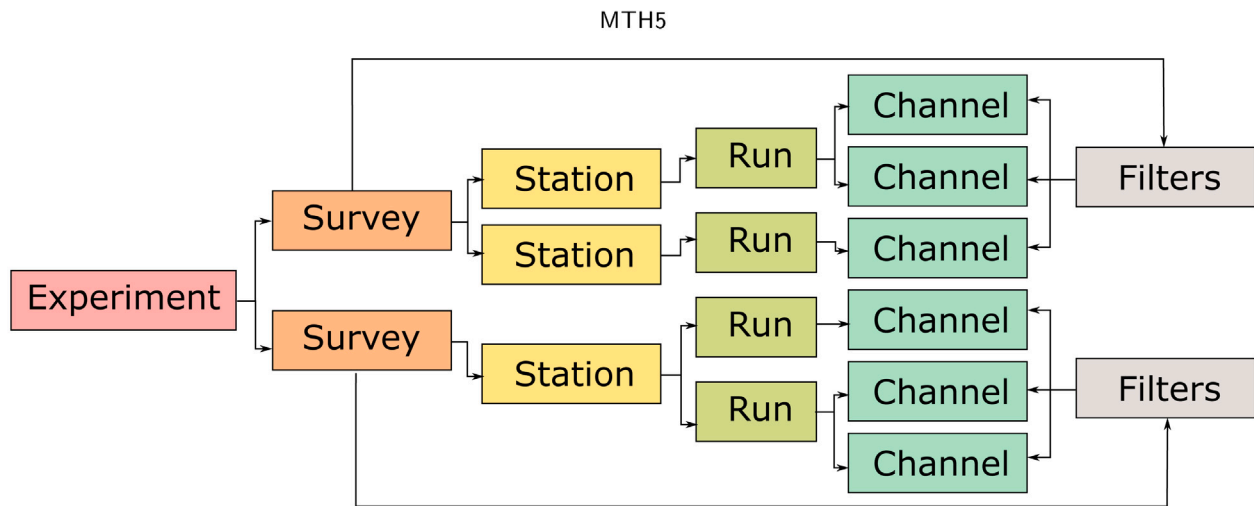 MTH5
Channel
Run
Station
Channel
Filters
Survey
Station
Run
Channel
Experiment
Survey
Run
Channel
Station
Channel
Filters
Run
Channel